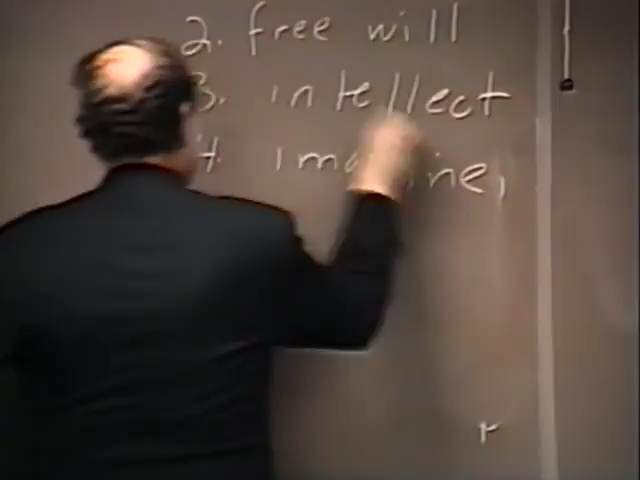 2. free will
3. intellect
4.
r